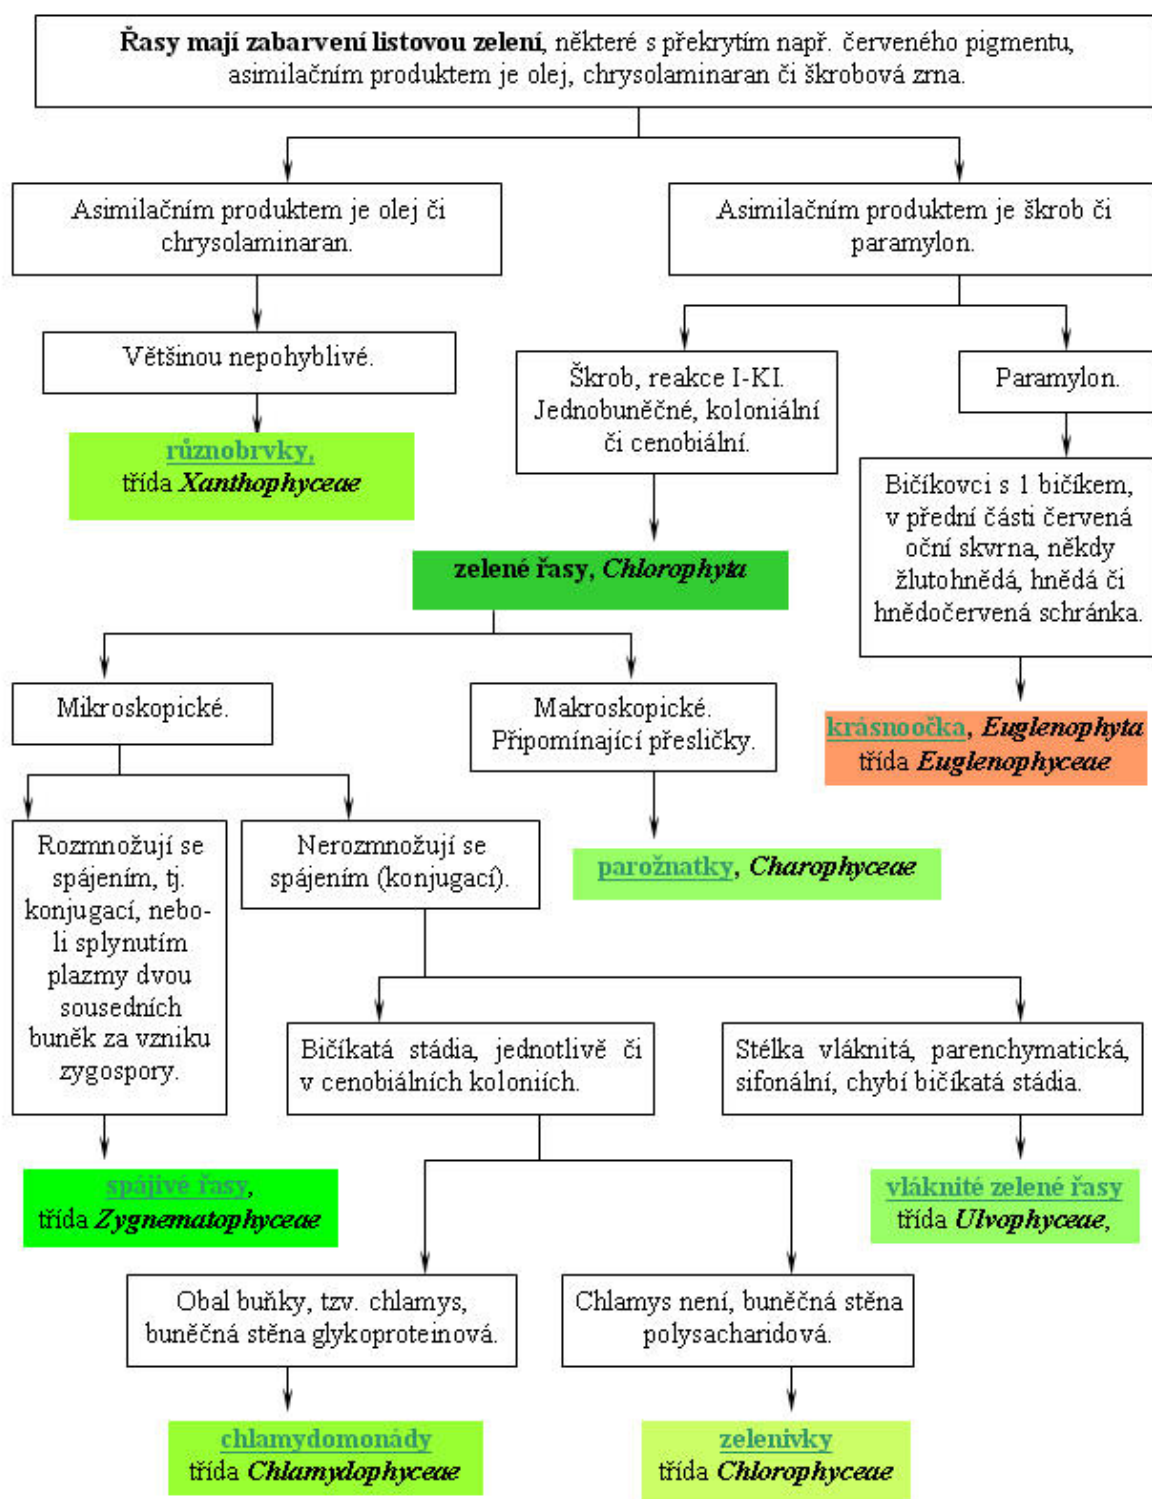 Řasy mají zabarvení listovou zelení, některé s překrytím např. červeného pigmentu,
asimilačním produktem je olej, chrysolaminaran či škrobová zrna.
Asimilačním produktem je olej či
chrysolaminaran.
Asimilačním produktem je škrob či
paramylon.
Většinou nepohyblivé.
Škrob, reakce I-KI.
Jednobuněčné, koloniální
či cenobiální.
Paramylon.
různobrvky,
třída Xanthophyceae
Bičíkovci s 1 bičíkem,
v přední části červená
oční skvrna, někdy
žlutohnědá, hnědá či
hnědočervená schránka.
zelené řasy, Chlorophyta
Mikroskopické.
Makroskopické.
Připomínající přesličky.
krásnoočka, Euglenophyta
třída Euglenophyceae
Rozmnožují se
spájením, tj.
konjugací, nebo-
li splynutím
plazmy dvou
sousedních
buněk za vzniku
zygospory.
Nerozmnožují se
spájením (konjugací).
parožnatky, Charophyceae
Bičíkatá stádia, jednotlivě či
v cenobiálních koloniích.
Stélka vláknitá, parenchymatická,
sifonální, chybí bičíkatá stádia.
spájivé řasy,
třída Zygnematophyceae
vláknité zelené řasy
třída Ulvophyceae,
Obal buňky, tzv. chlamys,
buněčná stěna glykoproteinová.
Chlamys není, buněčná stěna
polysacharidová.
chlamydomonády
třída Chlamydophyceae
zelenivky
třída Chlorophyceae